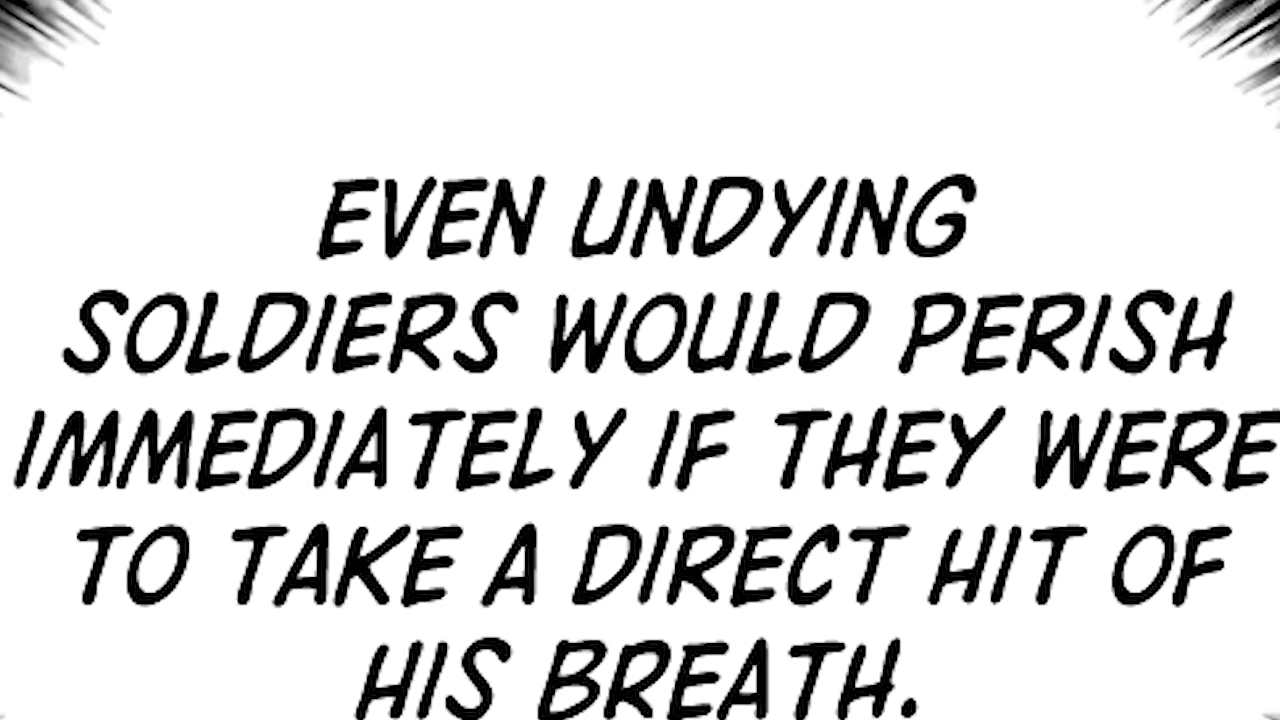 EVEN UNDYING
SOLDIERS WOULD PERISH
IMMEDIATELY IF THEY WERE
TO TAKE A DIRECT HIT OF
HIS BREATH.